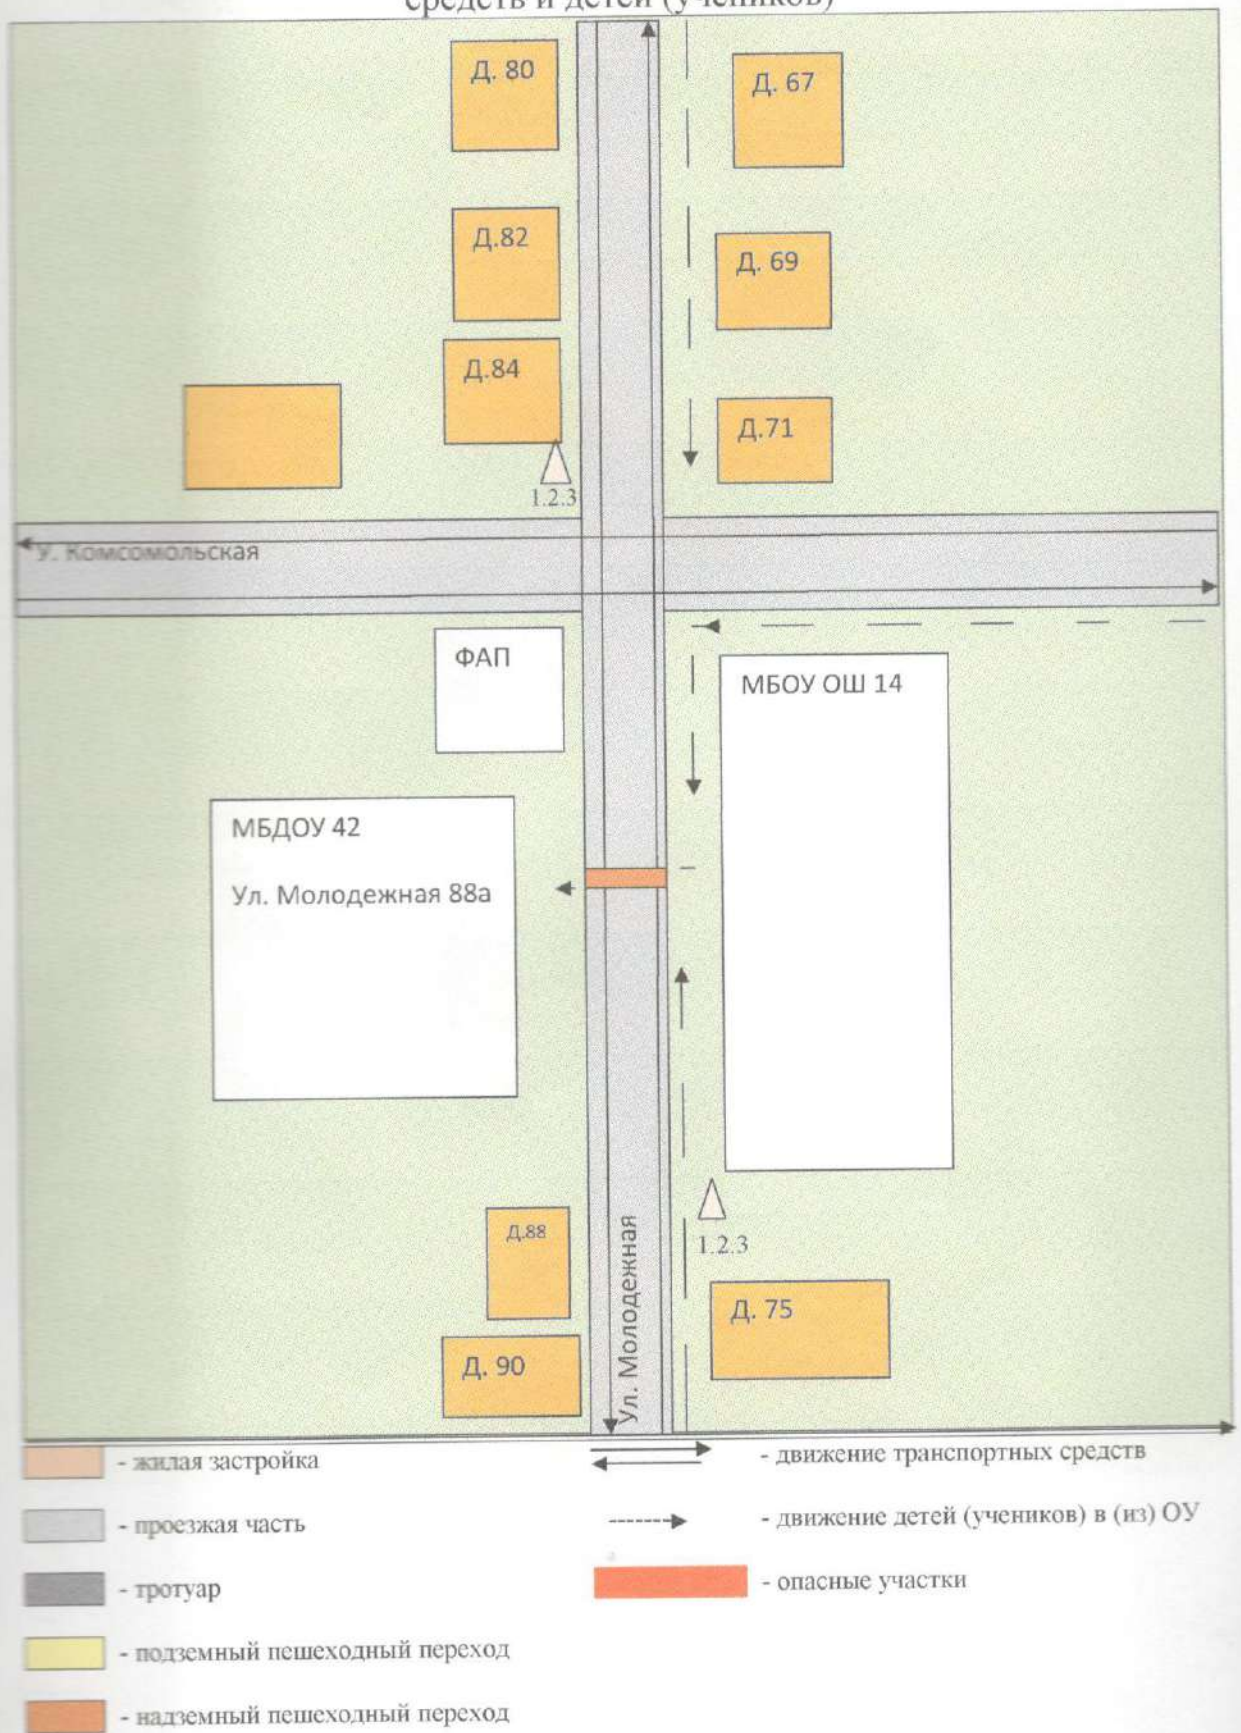 средств и детей (учеников)
Д. 80
Д. 67
Д.82
Д. 69
Д.84
Д.71
1.2.3
У. Комсомольская
ФАП
МБОУ ОШ 14
МБДОУ 42
Ул. Молодежная 88а
Д.88
Ул. Молодежная
1.2.3
Д. 75
Д. 90
- жилая застройка
- движение транспортных средств
- проезжая часть
- движение детей (учеников) в (из) ОУ
- тротуар
- опасные участки
- подземный пешеходный переход
- надземный пешеходный переход